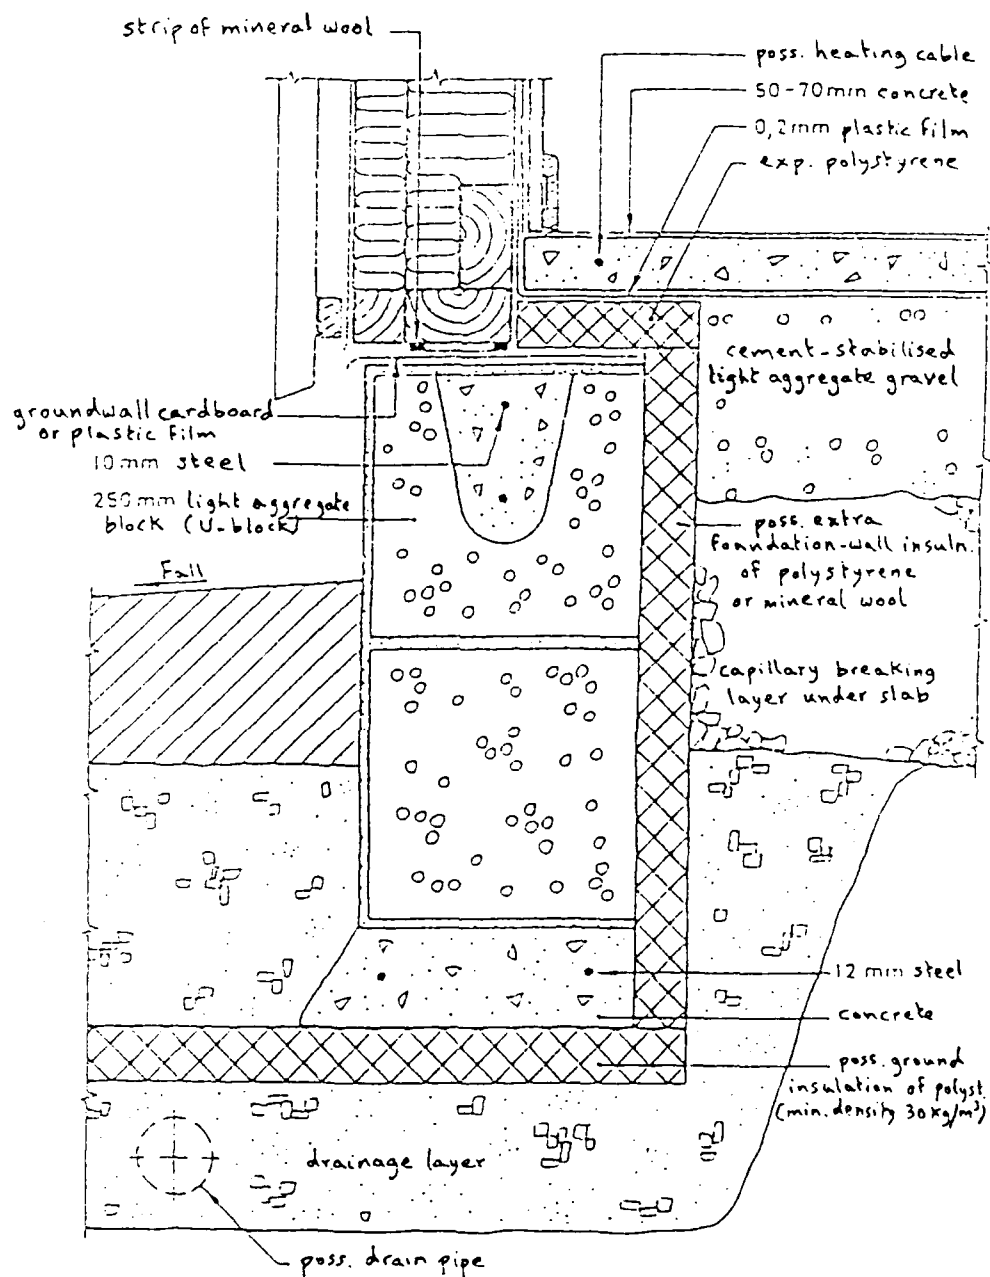 strip of mineral wool
poss. heating cable
50-70mm concrete
0,2mm plastic film
exp. polystyrene
cement-stabilised
light aggregate gravel
groundwall cardboard
or plastic film
10mm steel
250mm light aggregate
block (U-block)
poss. extra
foundation-wall insuln.
of polystyrene
or mineral wool
Fall
capillary breaking
layer under slab
12 mm steel
concrete
poss. ground
insulation of polyst.
(min. density 30kg/m³)
drainage layer
poss. drain pipe